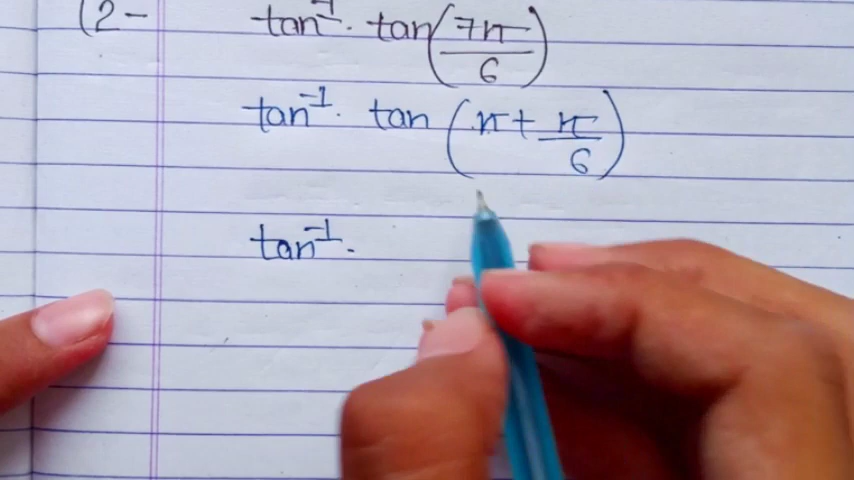 (2- tan⁻¹. tan(7π/6)
tan⁻¹. tan (π + π/6)
tan⁻¹.